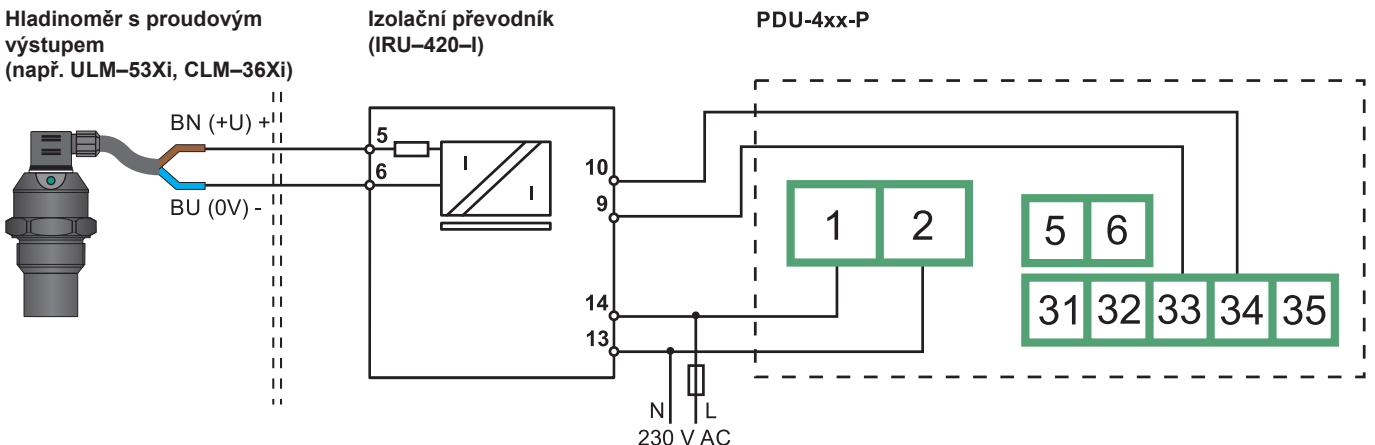 Hladinoměr s proudovým
výstupem
(např. ULM–53Xi, CLM–36Xi)
Izolační převodník
(IRU–420–I)
PDU-4xx-P
BN (+U) +
BU (0V) -
5
6
I
I
10
9
14
13
1
2
5
6
31
32
33
34
35
N
L
230 V AC